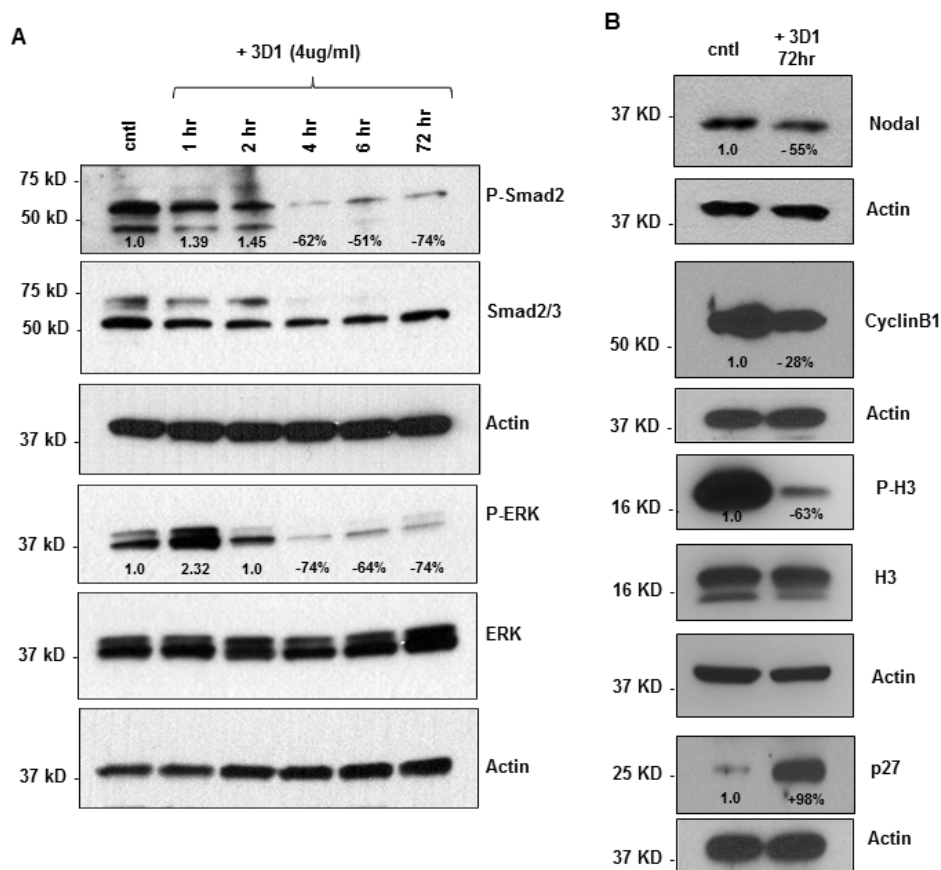 A
+ 3D1 (4ug/ml)
cntl 1 hr 2 hr 4 hr 6 hr 72 hr
75 kD
50 kD
P-Smad2
1.0 1.39 1.45 -62% -51% -74%
75 kD
50 kD
Smad2/3
37 kD
Actin
P-ERK
37 kD
1.0 2.32 1.0 -74% -64% -74%
ERK
37 kD
Actin
37 kD
B
cntl + 3D1
72hr
37 KD
Nodal
1.0 - 55%
37 KD
Actin
CyclinB1
50 KD
1.0 - 28%
37 KD
Actin
P-H3
16 KD
1.0 -63%
H3
16 KD
Actin
37 KD
p27
25 KD
1.0 +98%
Actin
37 KD